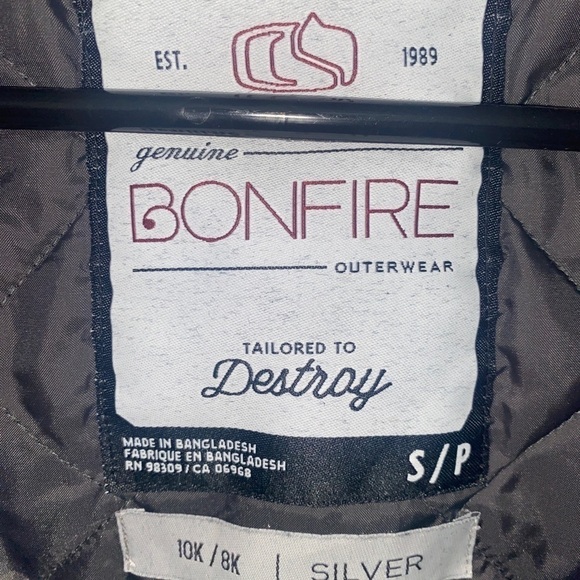 EST. 1989
genuine
BONFIRE
OUTERWEAR
TAILORED TO
Destroy
MADE IN BANGLADESH
FABRIQUE EN BANGLADESH
RN 98309 / CA 06968
S/P
10K / 8K | SILVER